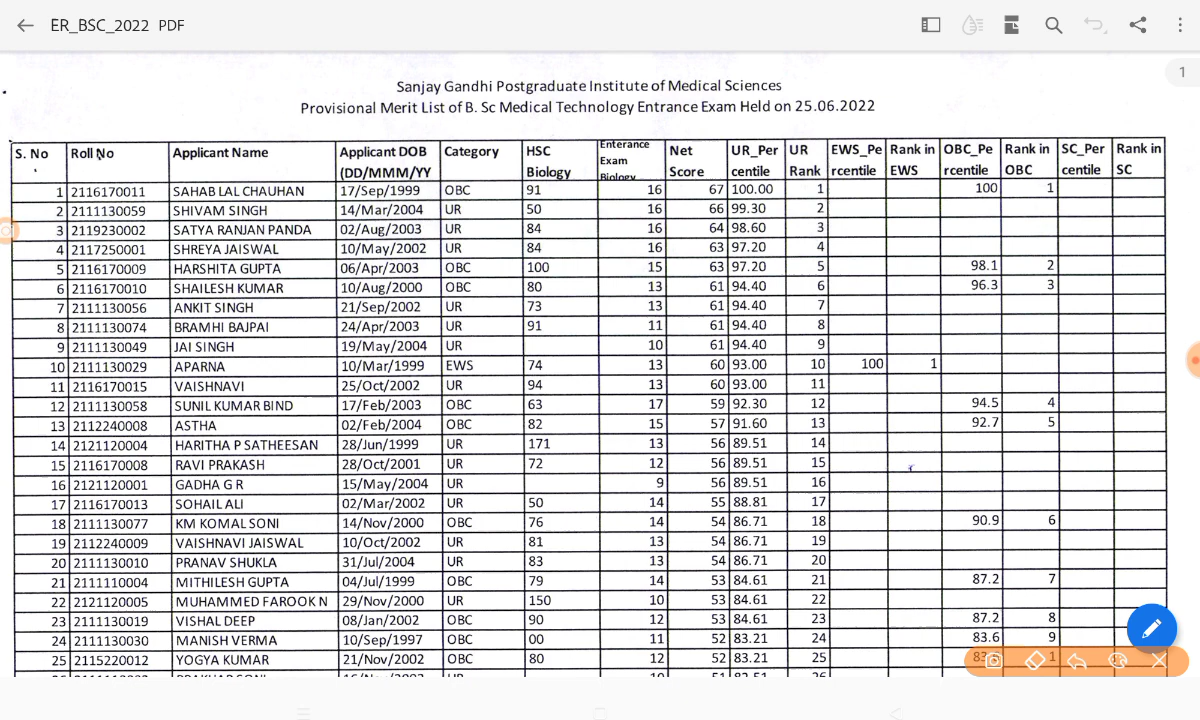 ER_BSC_2022 PDF
1
Sanjay Gandhi Postgraduate Institute of Medical Sciences
Provisional Merit List of B. Sc Medical Technology Entrance Exam Held on 25.06.2022
S. No Roll No Applicant Name Applicant DOB (DD/MMM/YY Category HSC Biology Enterance Exam Biology Net Score UR_Per centile UR Rank EWS_Pe rcentile Rank in EWS OBC_Pe rcentile Rank in OBC SC_Per centile Rank in SC
1 2116170011 SAHAB LAL CHAUHAN 17/Sep/1999 OBC 91 16 67 100.00 1 100 1
2 2111130059 SHIVAM SINGH 14/Mar/2004 UR 50 16 66 99.30 2
3 2119230002 SATYA RANJAN PANDA 02/Aug/2003 UR 84 16 64 98.60 3
4 2117250001 SHREYA JAISWAL 10/May/2002 UR 84 16 63 97.20 4
5 2116170009 HARSHITA GUPTA 06/Apr/2003 OBC 100 15 63 97.20 5 98.1 2
6 2116170010 SHAILESH KUMAR 10/Aug/2000 OBC 80 13 61 94.40 6 96.3 3
7 2111130056 ANKIT SINGH 21/Sep/2002 UR 73 13 61 94.40 7
8 2111130074 BRAMHI BAJPAI 24/Apr/2003 UR 91 11 61 94.40 8
9 2111130049 JAI SINGH 19/May/2004 UR 10 61 94.40 9
10 2111130029 APARNA 10/Mar/1999 EWS 74 13 60 93.00 10 100 1
11 2116170015 VAISHNAVI 25/Oct/2002 UR 94 13 60 93.00 11
12 2111130058 SUNIL KUMAR BIND 17/Feb/2003 OBC 63 17 59 92.30 12 94.5 4
13 2112240008 ASTHA 02/Feb/2004 OBC 82 15 57 91.60 13 92.7 5
14 2121120004 HARITHA P SATHEESAN 28/Jun/1999 UR 171 13 56 89.51 14
15 2116170008 RAVI PRAKASH 28/Oct/2001 UR 72 12 56 89.51 15
16 2121120001 GADHA G R 15/May/2004 UR 9 56 89.51 16
17 2116170013 SOHAIL ALI 02/Mar/2002 UR 50 14 55 88.81 17
18 2111130077 KM KOMAL SONI 14/Nov/2000 OBC 76 14 54 86.71 18 90.9 6
19 2112240009 VAISHNAVI JAISWAL 10/Oct/2002 UR 81 13 54 86.71 19
20 2111130010 PRANAV SHUKLA 31/Jul/2004 UR 83 13 54 86.71 20
21 2111110004 MITHILESH GUPTA 04/Jul/1999 OBC 79 14 53 84.61 21 87.2 7
22 2121120005 MUHAMMED FAROOK N 29/Nov/2000 UR 150 10 53 84.61 22
23 2111130019 VISHAL DEEP 08/Jan/2002 OBC 90 12 53 84.61 23 87.2 8
24 2111130030 MANISH VERMA 10/Sep/1997 OBC 00 11 52 83.21 24 83.6 9
25 2115220012 YOGYA KUMAR 21/Nov/2002 OBC 80 12 52 83.21 25